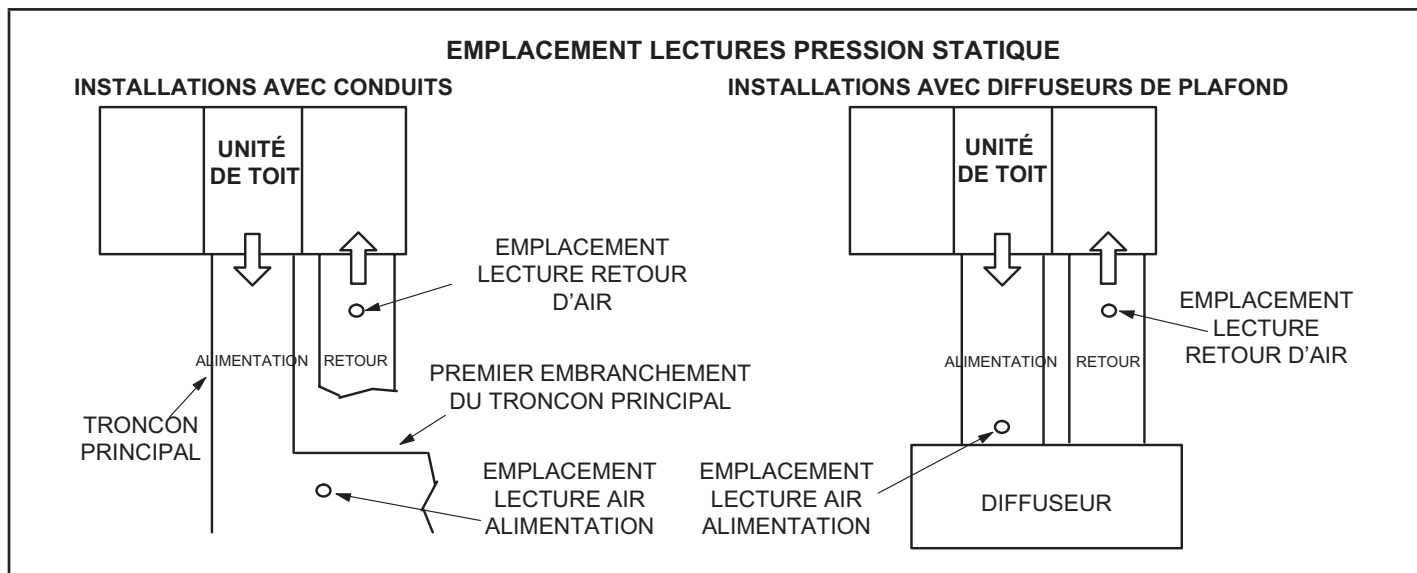 EMPLACEMENT LECTURES PRESSION STATIQUE
INSTALLATIONS AVEC CONDUITS
UNITÉ
DE TOIT
EMPLACEMENT
LECTURE RETOUR
D’AIR
ALIMENTATION
RETOUR
TRONCON
PRINCIPAL
PREMIER EMBRANCHEMENT
DU TRONCON PRINCIPAL
EMPLACEMENT
LECTURE AIR
ALIMENTATION
INSTALLATIONS AVEC DIFFUSEURS DE PLAFOND
UNITÉ
DE TOIT
EMPLACEMENT
LECTURE
RETOUR D’AIR
ALIMENTATION
RETOUR
EMPLACEMENT
LECTURE AIR
ALIMENTATION
DIFFUSEUR